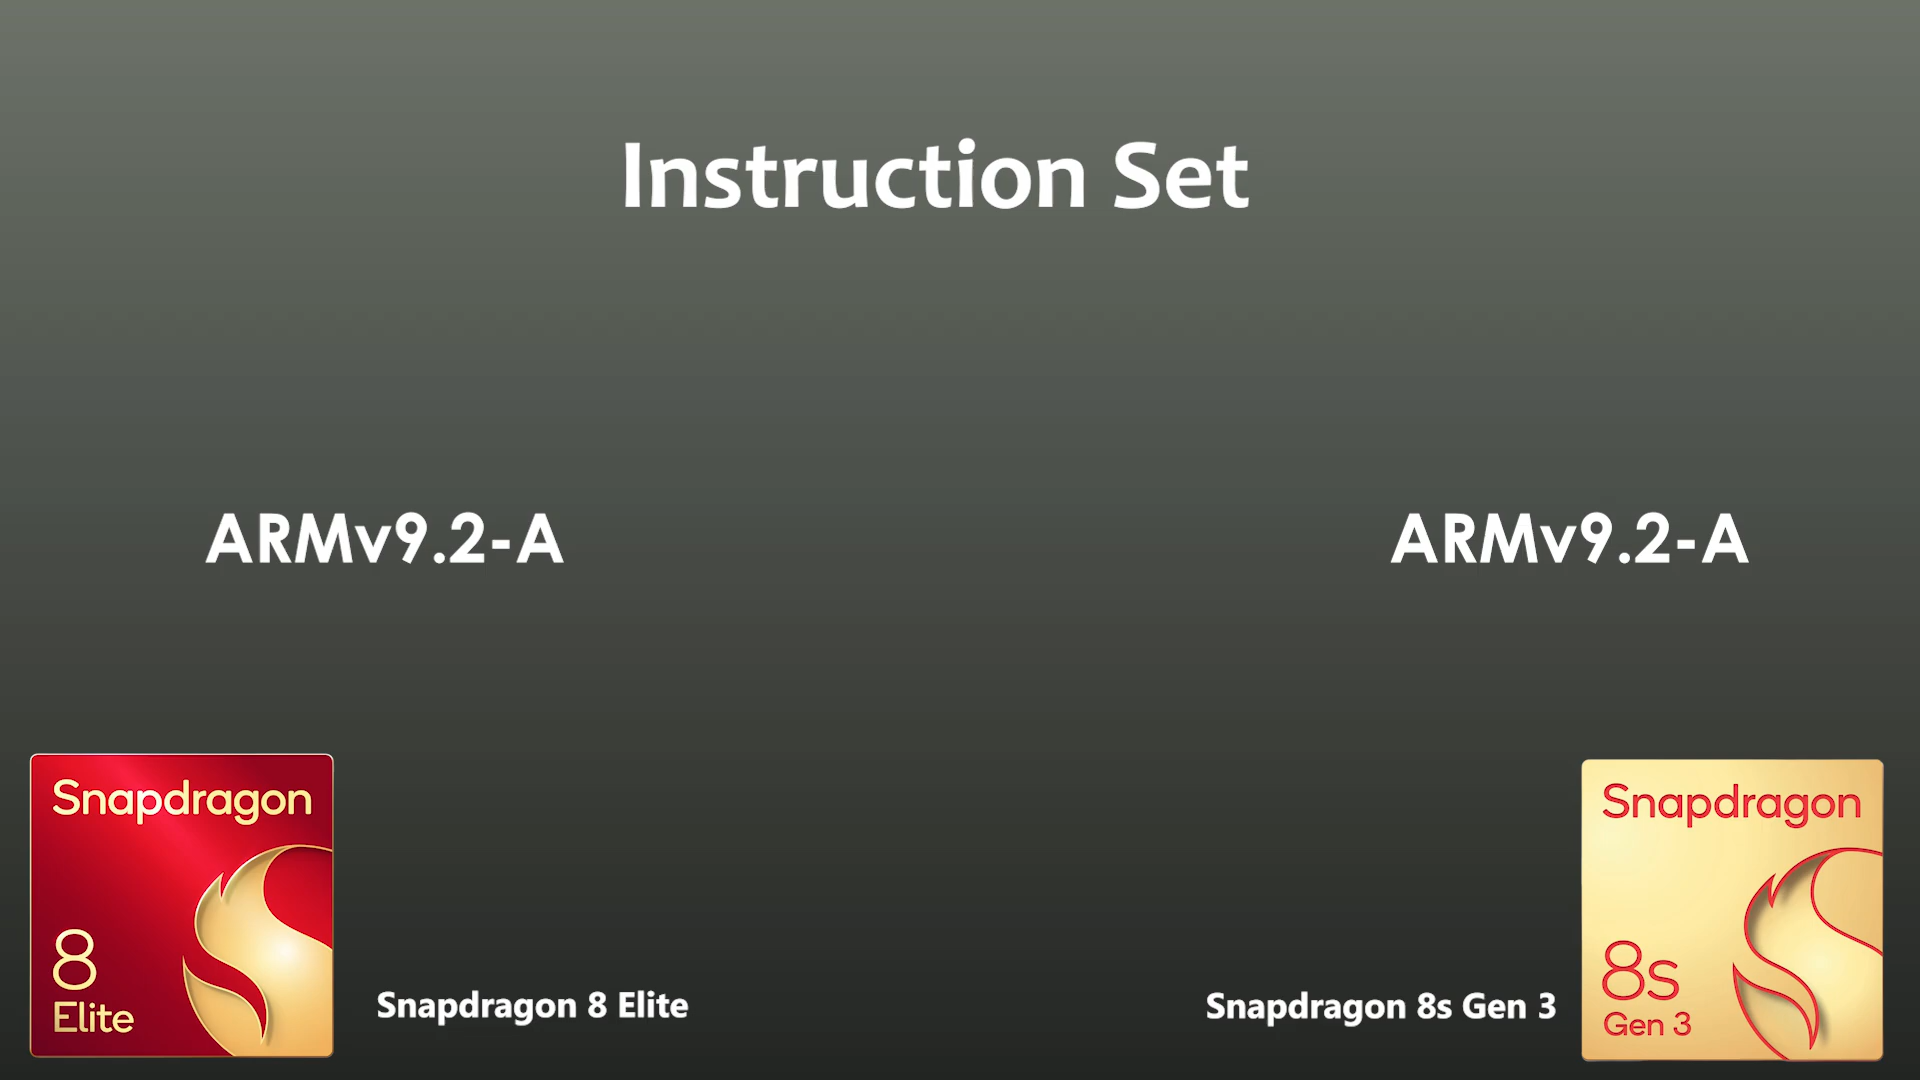 Instruction Set
ARMv9.2-A
ARMv9.2-A
Snapdragon
8
Elite
Snapdragon 8 Elite
Snapdragon 8s Gen 3
Snapdragon
8s
Gen 3